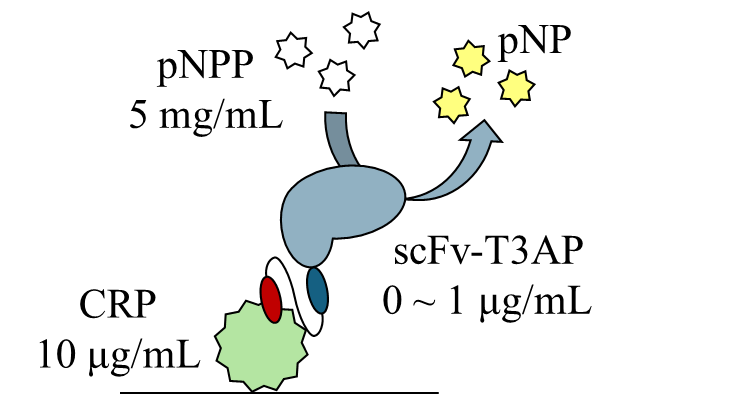 pNPP
5 mg/mL
pNP
scFv-T3AP
0 ~ 1 μg/mL
CRP
10 μg/mL